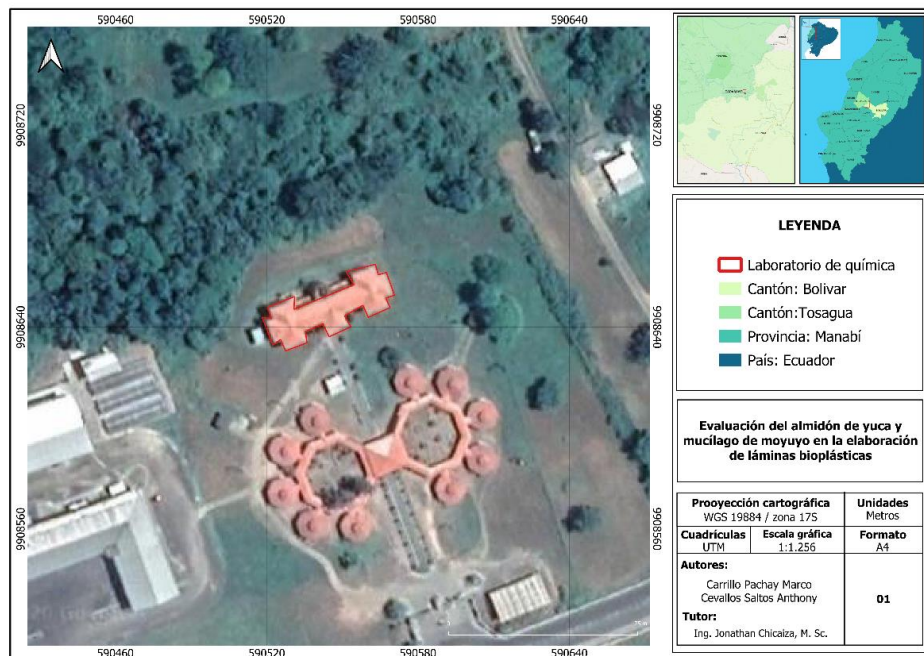 590460 590520 590580 590640
9908720
9908720
9908640
9908640
9908560
9908560
590460 590520 590580 590640
LEYENDA
Laboratorio de química
Cantón: Bolivar
Cantón:Tosagua
Provincia: Manabí
País: Ecuador
Evaluación del almidón de yuca y
mucílago de moyuyo en la elaboración
de láminas bioplásticas
Prooyección cartográfica
WGS 19884 / zona 17S
Unidades
Metros
Cuadrículas
UTM
Escala gráfica
1:1.256
Formato
A4
Autores:
Carrillo Pachay Marco
Cevallos Saltos Anthony
Tutor:
Ing. Jonathan Chicaiza, M. Sc.
01